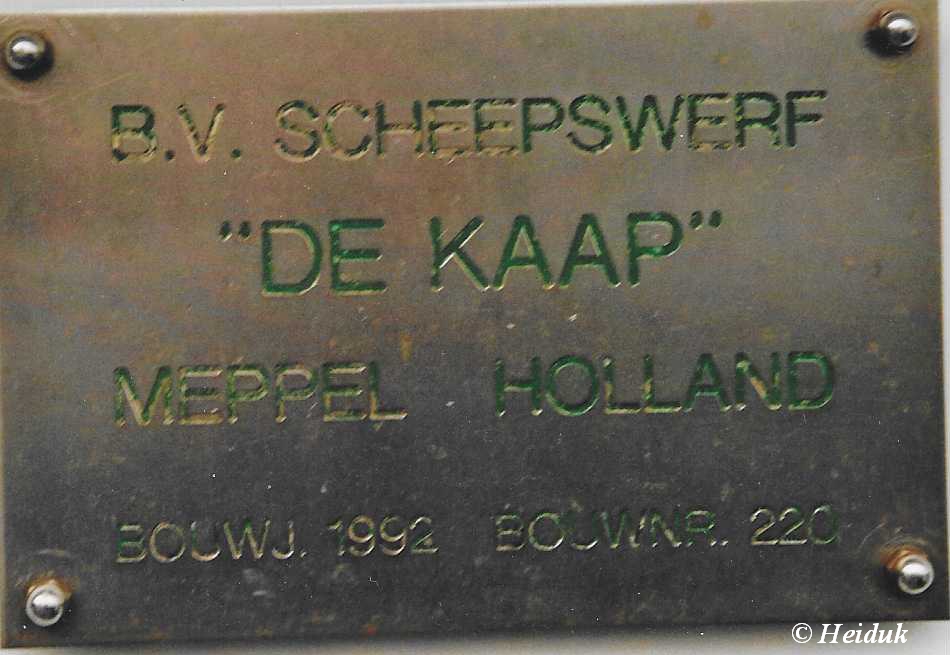 B.V. SCHEEPSWERF
"DE KAAP"
MEPPEL HOLLAND
BOUWJ. 1992 BOUWNR. 220
© Heiduk